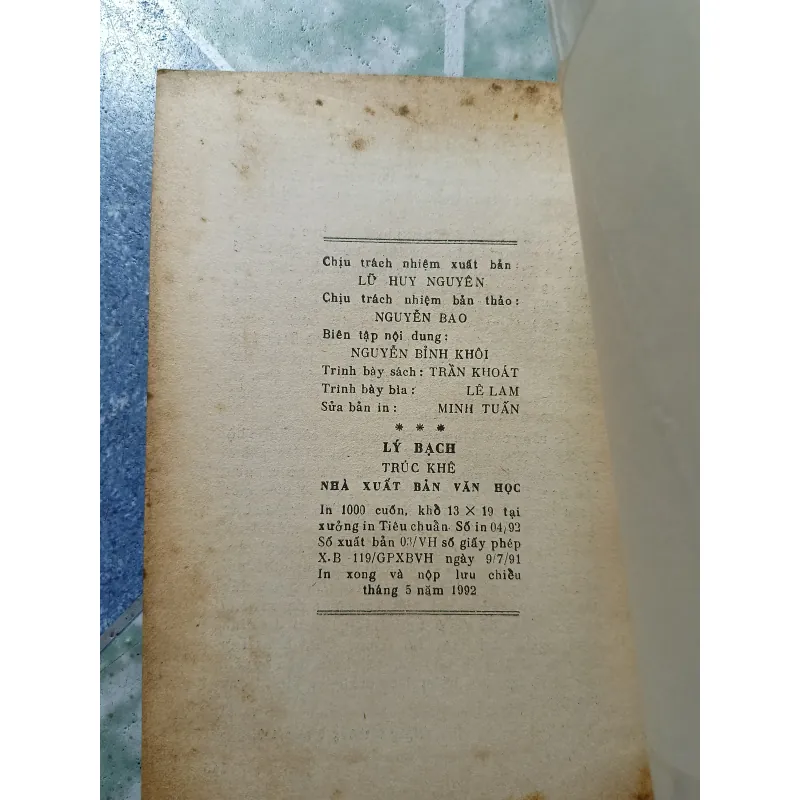 Chịu trách nhiệm xuất bản:
LỮ HUY NGUYÊN
Chịu trách nhiệm bản thảo:
NGUYỄN BAO
Biên tập nội dung:
NGUYỄN BỈNH KHÔI
Trình bày sách: TRẦN KHOÁT
Trình bày bìa: LÊ LAM
Sửa bản in: MINH TUẤN
* * *
LÝ BẠCH
TRÚC KHÊ
NHÀ XUẤT BẢN VĂN HỌC
In 1000 cuốn, khổ 13 × 19 tại
xưởng in Tiêu chuẩn. Số in 04/92
Số xuất bản 03/VH số giấy phép
X.B 119/GPXBVH ngày 9/7/91
In xong và nộp lưu chiều
tháng 5 năm 1992